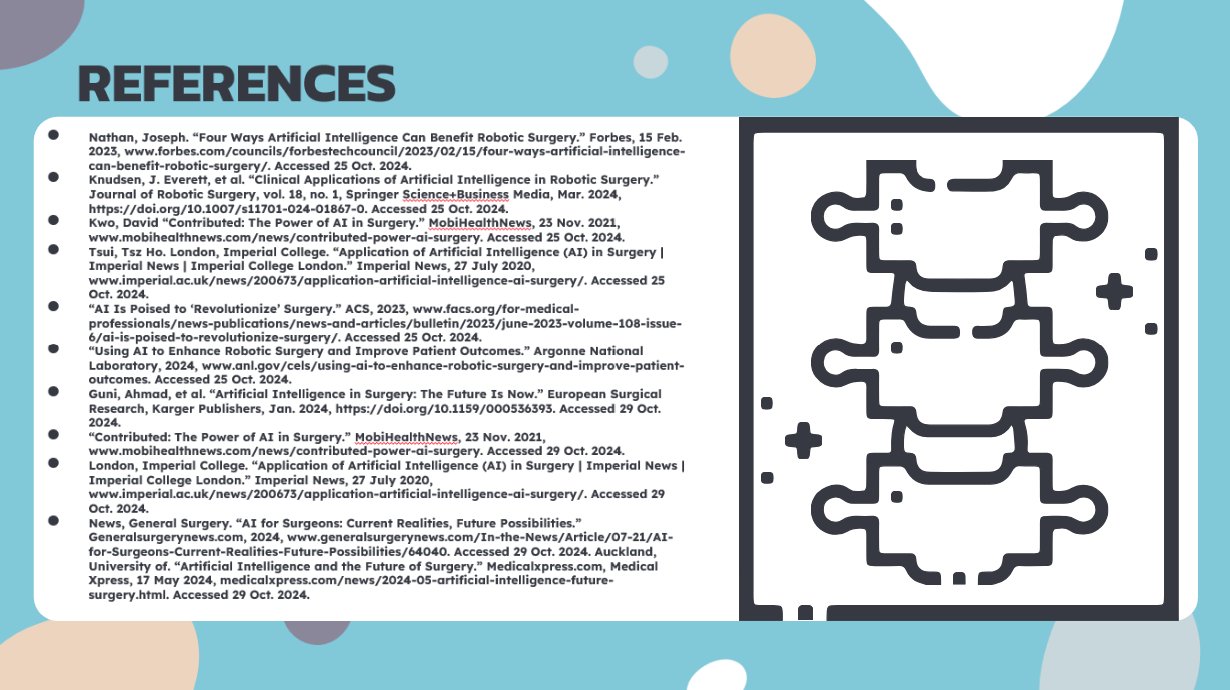 REFERENCES
● Nathan, Joseph. “Four Ways Artificial Intelligence Can Benefit Robotic Surgery.” Forbes, 15 Feb.
2023, www.forbes.com/councils/forbestechcouncil/2023/02/15/four-ways-artificial-intelligence-
can-benefit-robotic-surgery/. Accessed 25 Oct. 2024.
● Knudsen, J. Everett, et al. “Clinical Applications of Artificial Intelligence in Robotic Surgery.”
Journal of Robotic Surgery, vol. 18, no. 1, Springer Science+Business Media, Mar. 2024,
https://doi.org/10.1007/s11701-024-01867-0. Accessed 25 Oct. 2024.
● Kwo, David “Contributed: The Power of AI in Surgery.” MobiHealthNews, 23 Nov. 2021,
www.mobihealthnews.com/news/contributed-power-ai-surgery. Accessed 25 Oct. 2024.
● Tsui, Tsz Ho. London, Imperial College. “Application of Artificial Intelligence (AI) in Surgery |
Imperial News | Imperial College London.” Imperial News, 27 July 2020,
www.imperial.ac.uk/news/200673/application-artificial-intelligence-ai-surgery/. Accessed 25
Oct. 2024.
● “AI Is Poised to ‘Revolutionize’ Surgery.” ACS, 2023, www.facs.org/for-medical-
professionals/news-publications/news-and-articles/bulletin/2023/june-2023-volume-108-issue-
6/ai-is-poised-to-revolutionize-surgery/. Accessed 25 Oct. 2024.
● “Using AI to Enhance Robotic Surgery and Improve Patient Outcomes.” Argonne National
Laboratory, 2024, www.anl.gov/cels/using-ai-to-enhance-robotic-surgery-and-improve-patient-
outcomes. Accessed 25 Oct. 2024.
● Guni, Ahmad, et al. “Artificial Intelligence in Surgery: The Future Is Now.” European Surgical
Research, Karger Publishers, Jan. 2024, https://doi.org/10.1159/000536393. Accessed 29 Oct.
2024.
● “Contributed: The Power of AI in Surgery.” MobiHealthNews, 23 Nov. 2021,
www.mobihealthnews.com/news/contributed-power-ai-surgery. Accessed 29 Oct. 2024.
● London, Imperial College. “Application of Artificial Intelligence (AI) in Surgery | Imperial News |
Imperial College London.” Imperial News, 27 July 2020,
www.imperial.ac.uk/news/200673/application-artificial-intelligence-ai-surgery/. Accessed 29
Oct. 2024.
● News, General Surgery. “AI for Surgeons: Current Realities, Future Possibilities.”
Generalsurgerynews.com, 2024, www.generalsurgerynews.com/In-the-News/Article/07-21/AI-
for-Surgeons-Current-Realities-Future-Possibilities/64040. Accessed 29 Oct. 2024. Auckland,
University of. “Artificial Intelligence and the Future of Surgery.” Medicalxpress.com, Medical
Xpress, 17 May 2024, medicalxpress.com/news/2024-05-artificial-intelligence-future-
surgery.html. Accessed 29 Oct. 2024.